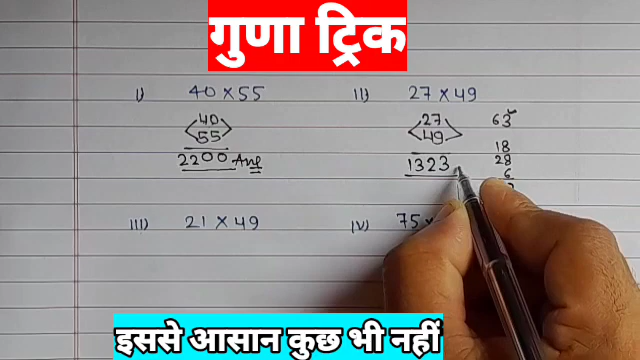 गुणा ट्रिक
I) 40 × 55
II) 27 × 49
40
55
2200 Ans
27
49
1323
63
18
28
6
III) 21 × 49
IV) 75 ×
इससे आसान कुछ भी नहीं